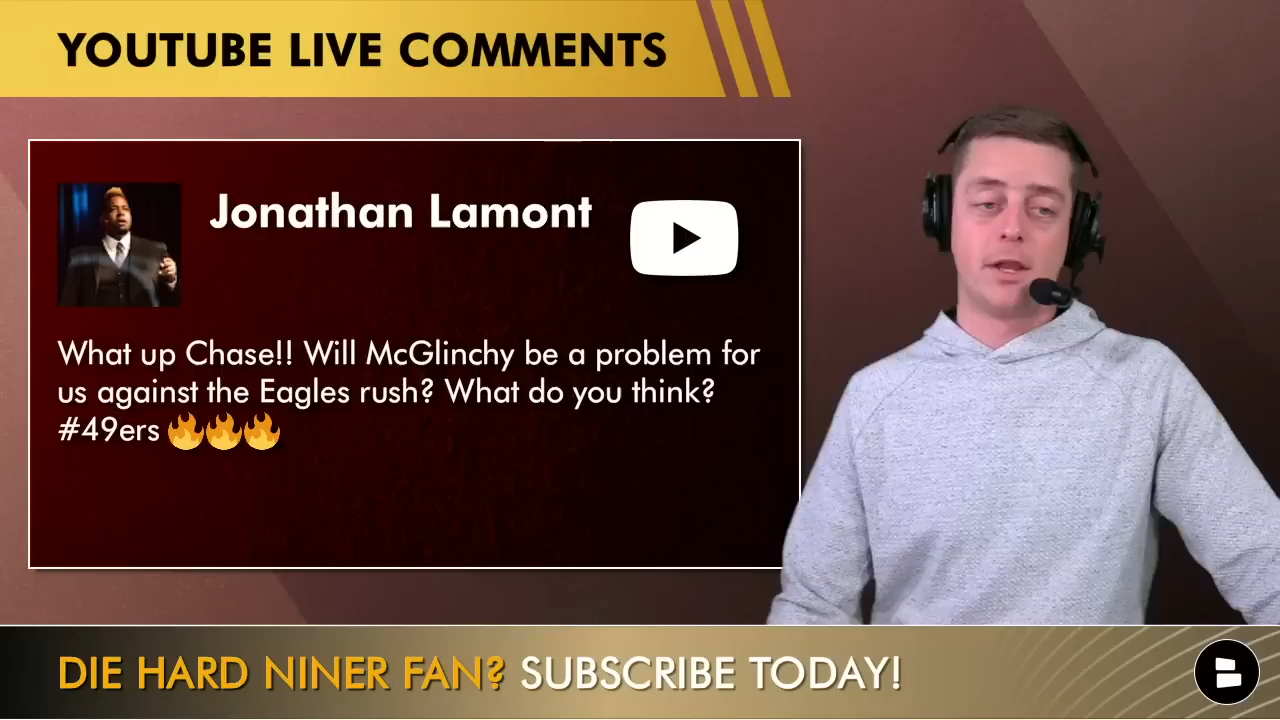 YOUTUBE LIVE COMMENTS
Jonathan Lamont
What up Chase!! Will McGlinchy be a problem for
us against the Eagles rush? What do you think?
#49ers 🔥🔥🔥
DIE HARD NINER FAN? SUBSCRIBE TODAY!